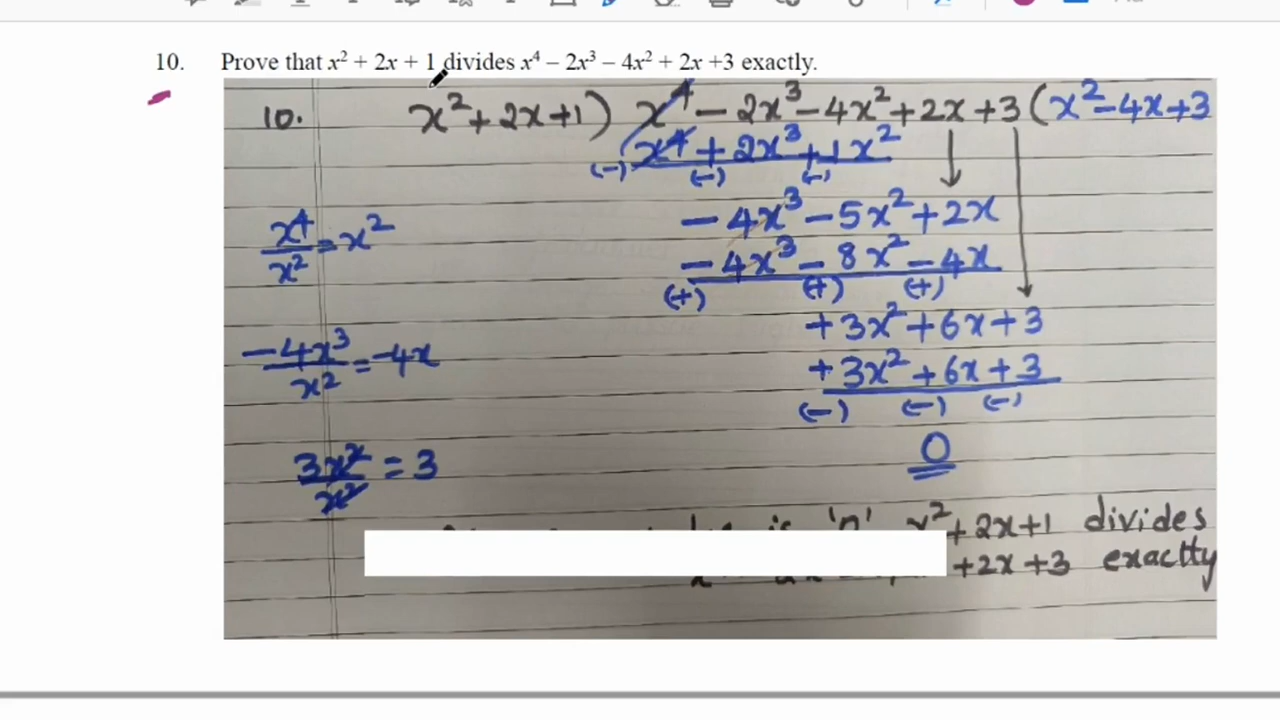 10. Prove that x² + 2x + 1 divides x⁴ – 2x³ – 4x² + 2x +3 exactly.
10. x²+2x+1) x⁴ – 2x³ – 4x² + 2x + 3 (x² – 4x + 3
x⁴ + 2x³ + 1x²
(–) (–) (–)
– 4x³ – 5x² + 2x
x⁴/x² = x²
– 4x³ – 8x² – 4x
(+) (+) (+)
+ 3x² + 6x + 3
–4x³/x² = –4x
+ 3x² + 6x + 3
(–) (–) (–)
0
3x²/x² = 3
is '0' x² + 2x + 1 divides
+2x + 3 exactly